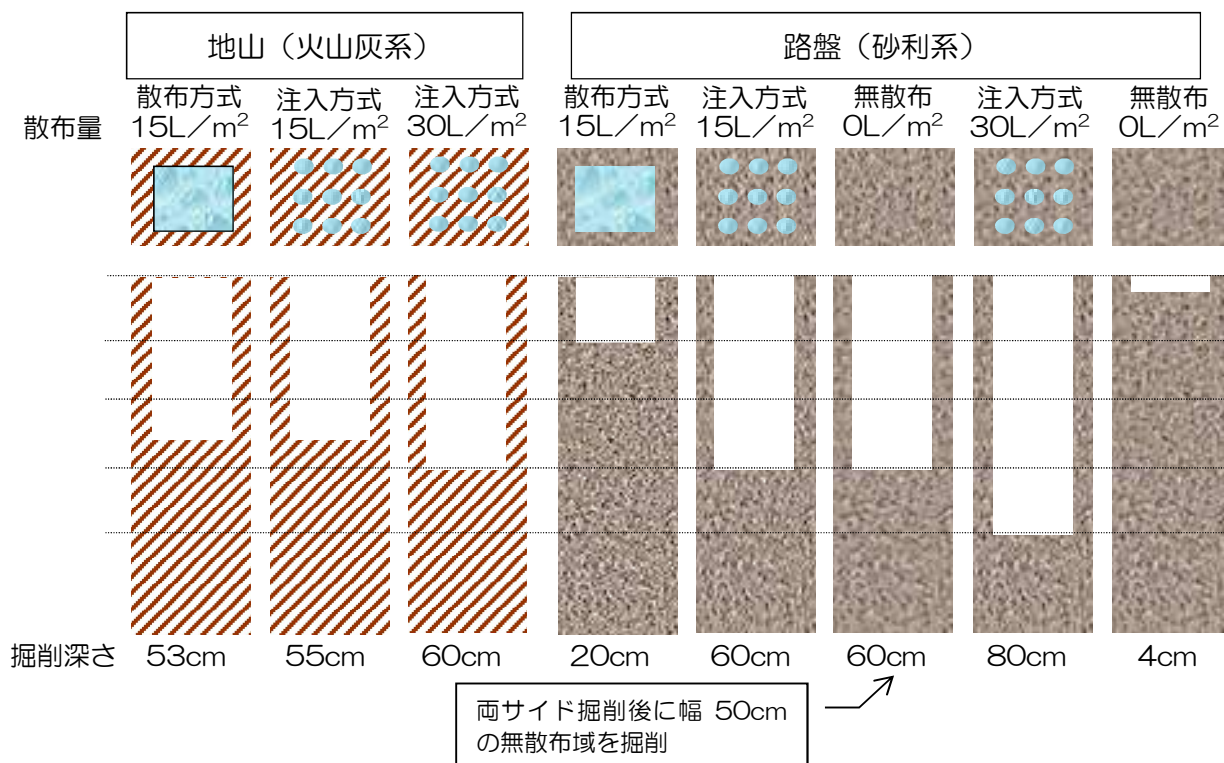 地山（火山灰系）
路盤（砂利系）
散布方式 注入方式 注入方式 散布方式 注入方式 無散布 注入方式 無散布
散布量 15L／m² 15L／m² 30L／m² 15L／m² 15L／m² 0L／m² 30L／m² 0L／m²
掘削深さ 53cm 55cm 60cm 20cm 60cm 60cm 80cm 4cm
両サイド掘削後に幅 50cm
の無散布域を掘削